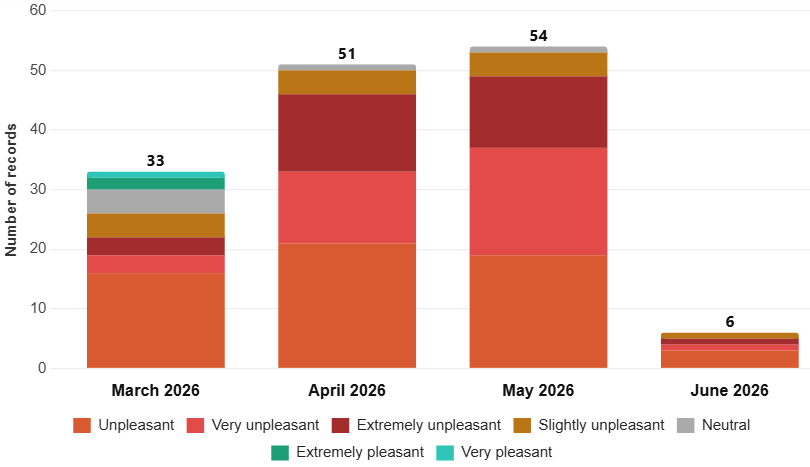 60
54
51
50
Number of records
40
33
30
20
10
6
0
March 2026 April 2026 May 2026 June 2026
Unpleasant Very unpleasant Extremely unpleasant Slightly unpleasant Neutral
Extremely pleasant Very pleasant